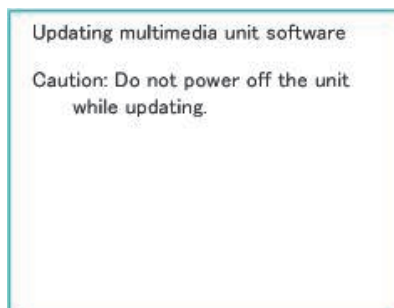 Updating multimedia unit software
Caution: Do not power off the unit
while updating.